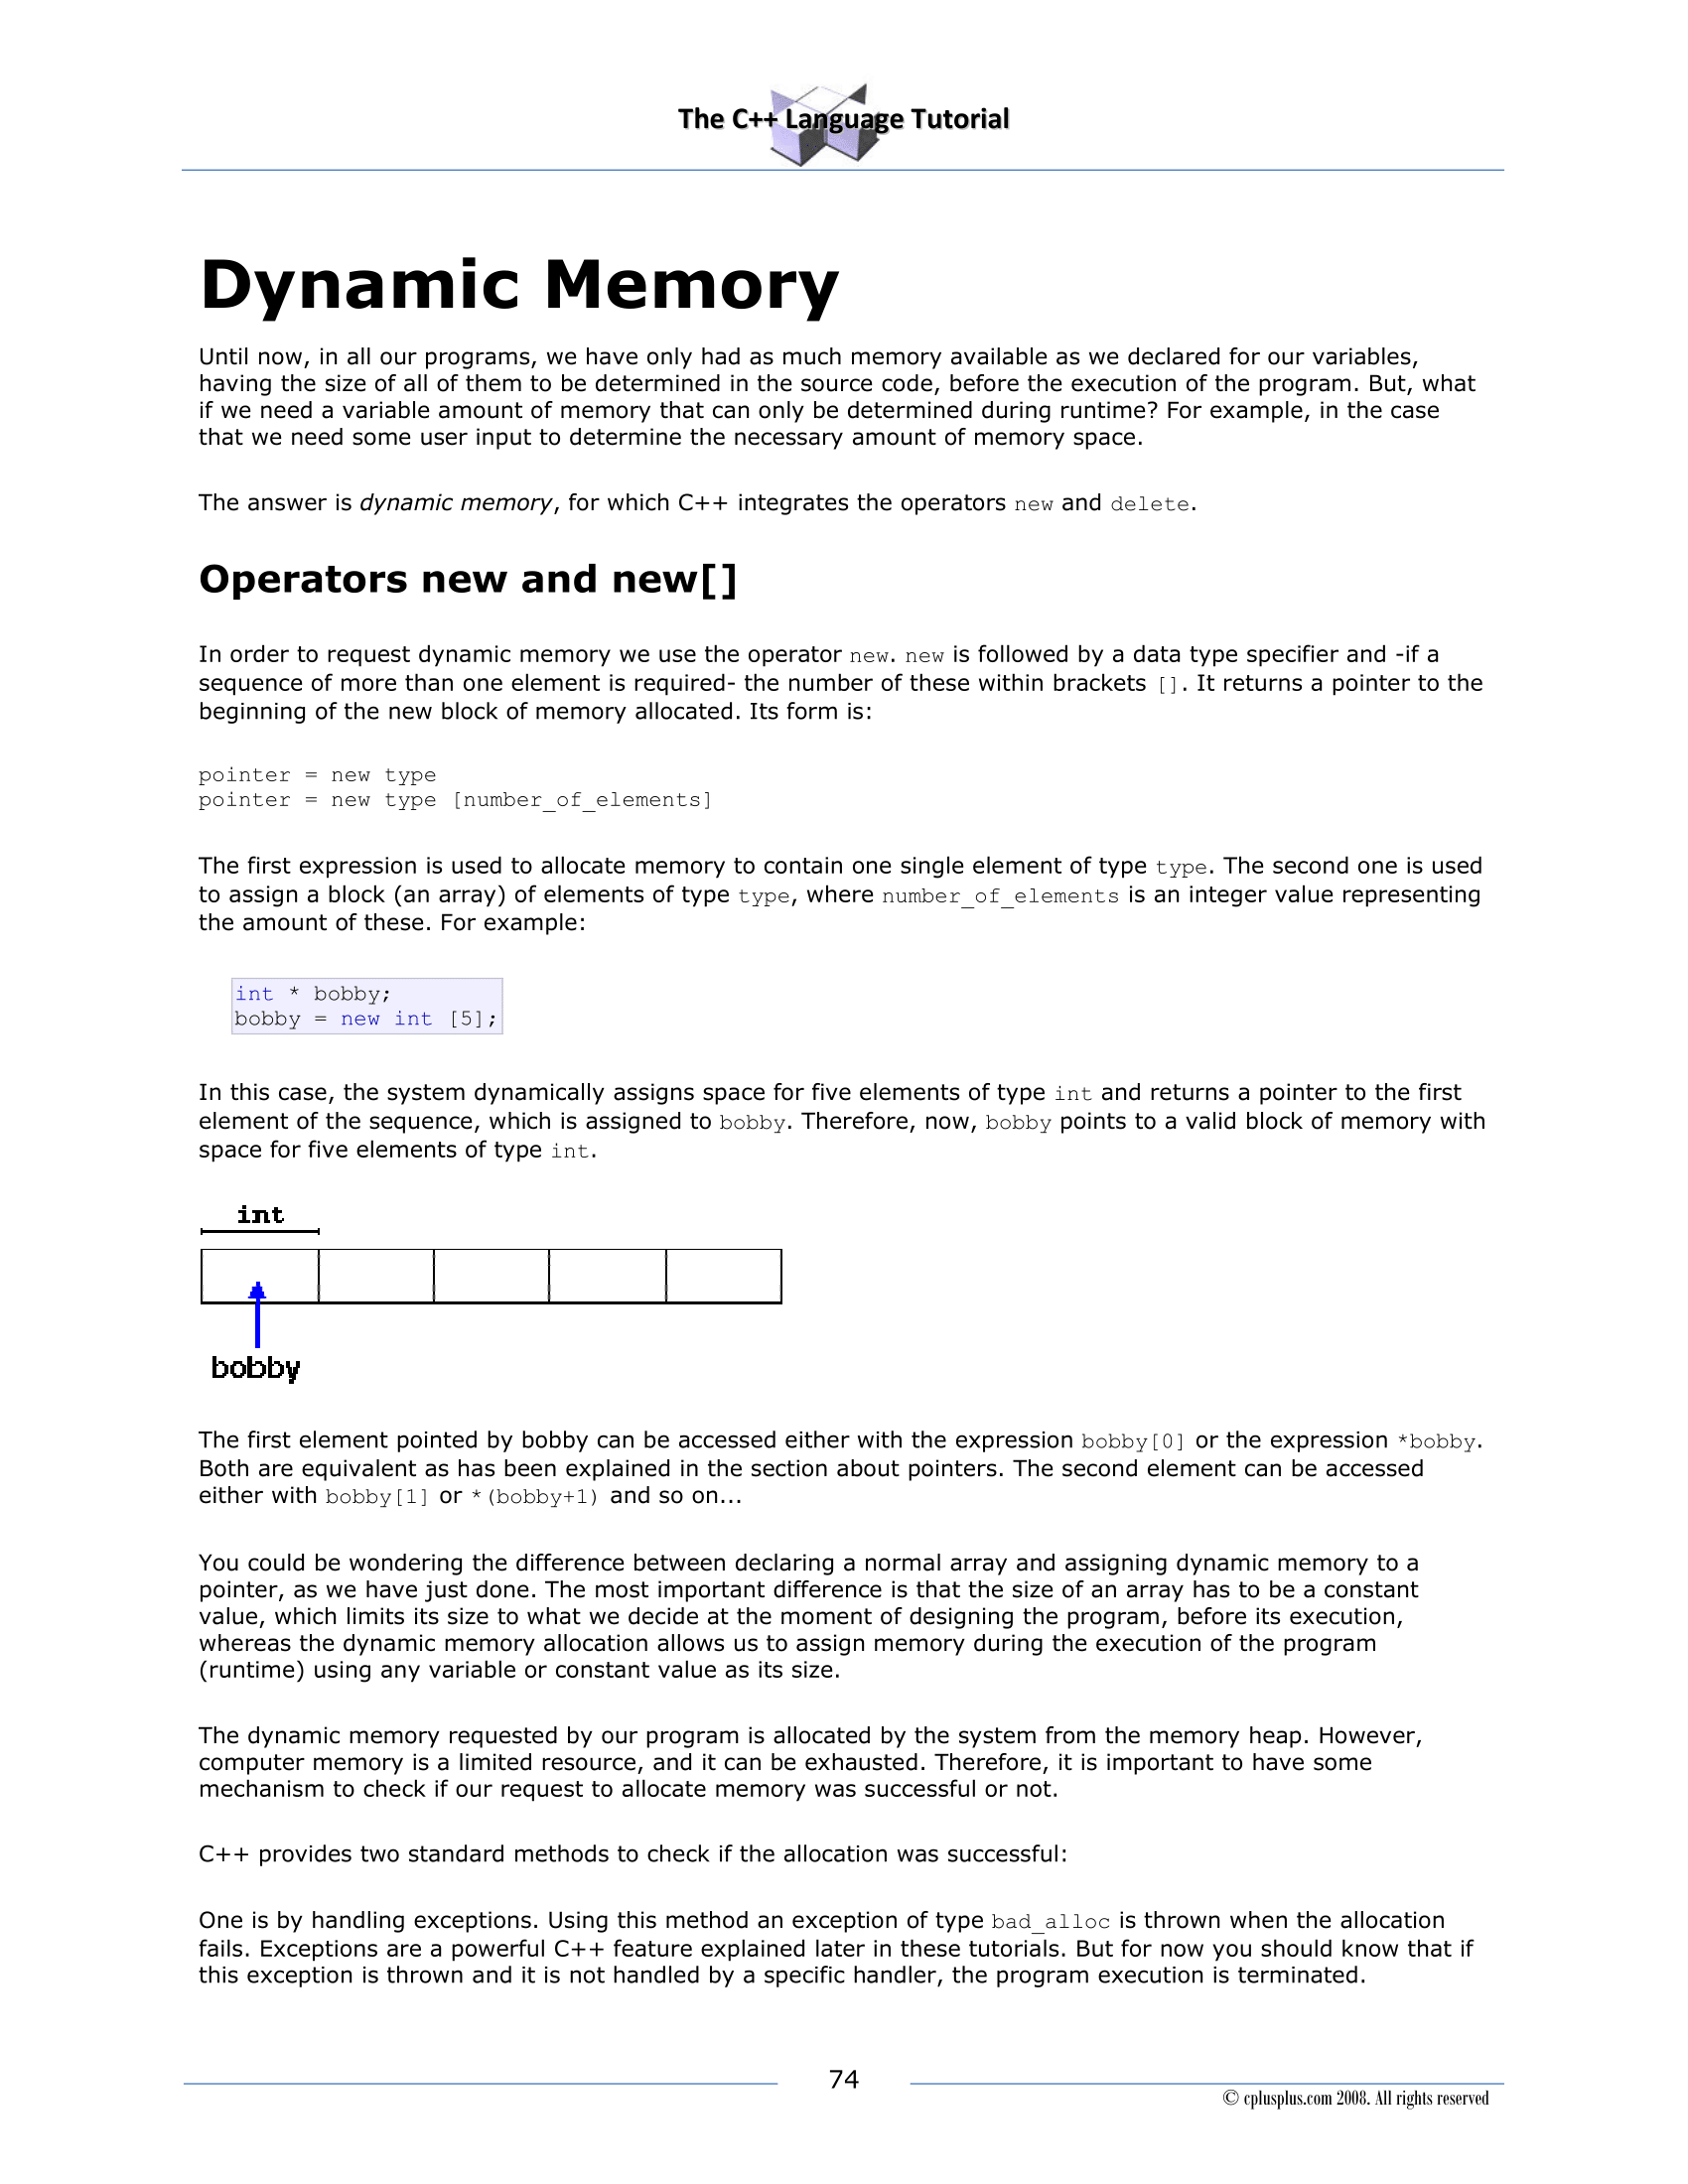 The C++ Language Tutorial
Dynamic Memory
Until now, in all our programs, we have only had as much memory available as we declared for our variables,
having the size of all of them to be determined in the source code, before the execution of the program. But, what
if we need a variable amount of memory that can only be determined during runtime? For example, in the case
that we need some user input to determine the necessary amount of memory space.
The answer is dynamic memory, for which C++ integrates the operators new and delete.
Operators new and new[]
In order to request dynamic memory we use the operator new. new is followed by a data type specifier and -if a
sequence of more than one element is required- the number of these within brackets []. It returns a pointer to the
beginning of the new block of memory allocated. Its form is:
pointer = new type
pointer = new type [number_of_elements]
The first expression is used to allocate memory to contain one single element of type type. The second one is used
to assign a block (an array) of elements of type type, where number_of_elements is an integer value representing
the amount of these. For example:
int * bobby;
bobby = new int [5];
In this case, the system dynamically assigns space for five elements of type int and returns a pointer to the first
element of the sequence, which is assigned to bobby. Therefore, now, bobby points to a valid block of memory with
space for five elements of type int.
int
bobby
The first element pointed by bobby can be accessed either with the expression bobby[0] or the expression *bobby.
Both are equivalent as has been explained in the section about pointers. The second element can be accessed
either with bobby[1] or *(bobby+1) and so on...
You could be wondering the difference between declaring a normal array and assigning dynamic memory to a
pointer, as we have just done. The most important difference is that the size of an array has to be a constant
value, which limits its size to what we decide at the moment of designing the program, before its execution,
whereas the dynamic memory allocation allows us to assign memory during the execution of the program
(runtime) using any variable or constant value as its size.
The dynamic memory requested by our program is allocated by the system from the memory heap. However,
computer memory is a limited resource, and it can be exhausted. Therefore, it is important to have some
mechanism to check if our request to allocate memory was successful or not.
C++ provides two standard methods to check if the allocation was successful:
One is by handling exceptions. Using this method an exception of type bad_alloc is thrown when the allocation
fails. Exceptions are a powerful C++ feature explained later in these tutorials. But for now you should know that if
this exception is thrown and it is not handled by a specific handler, the program execution is terminated.
74
© cplusplus.com 2008. All rights reserved